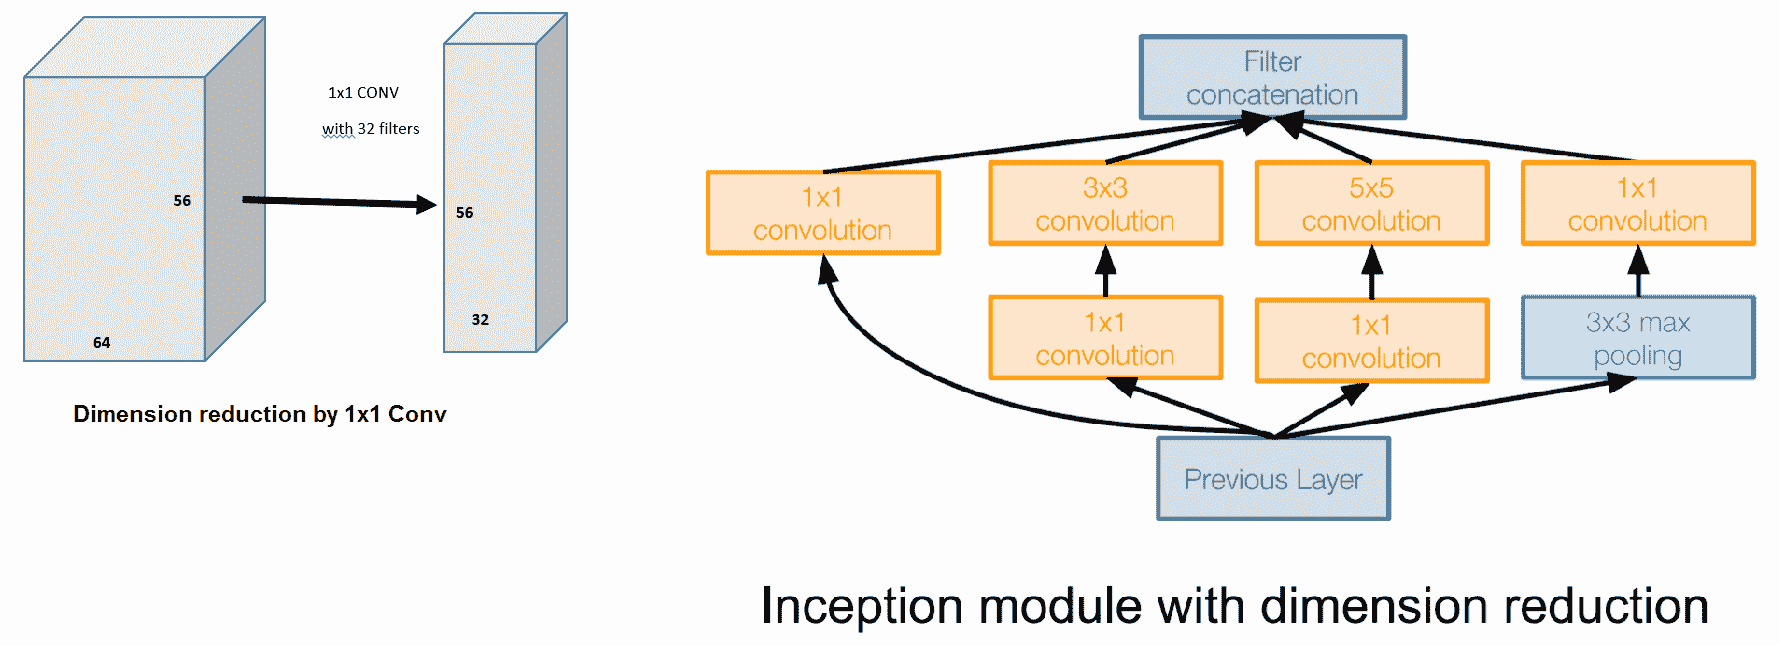 1x1 CONV
with 32 filters
56
56
64
32
Dimension reduction by 1x1 Conv
Filter
concatenation
1x1
convolution
3x3
convolution
5x5
convolution
1x1
convolution
1x1
convolution
1x1
convolution
3x3 max
pooling
Previous Layer
Inception module with dimension reduction